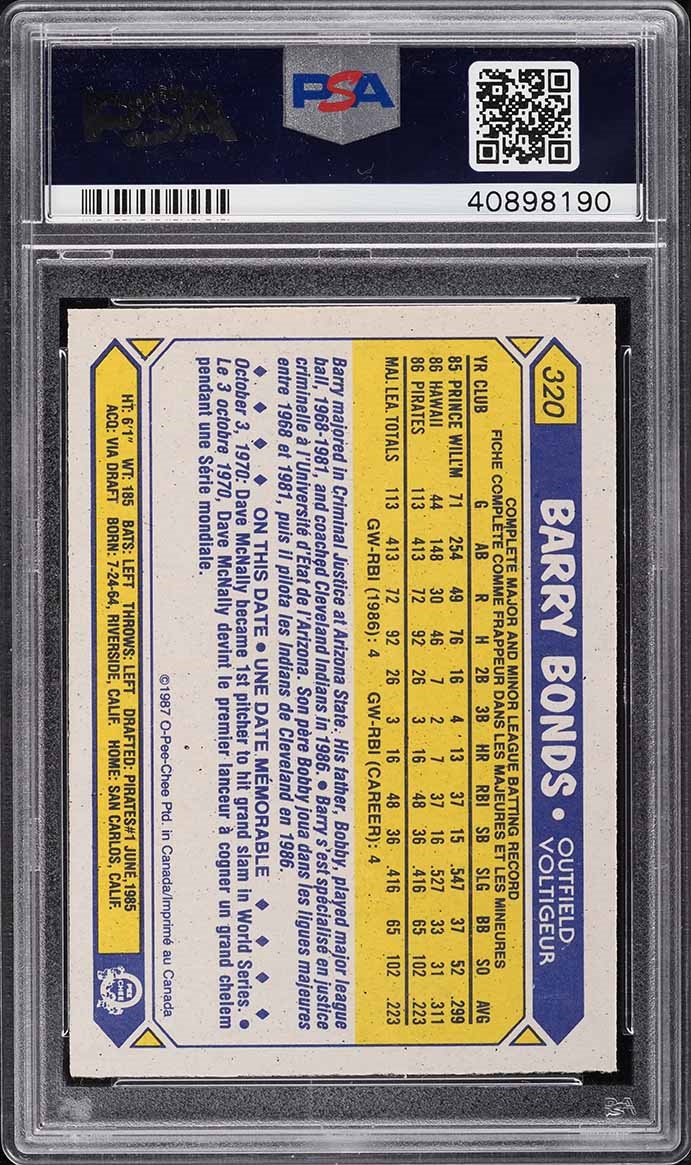 PSA
PSA
40898190
320
BARRY BONDS • OUTFIELD
VOLTIGEUR
COMPLETE MAJOR AND MINOR LEAGUE BATTING RECORD
FICHE COMPLÈTE COMME FRAPPEUR DANS LES MAJEURES ET LES MINEURES
YR CLUB G AB R H 2B 3B HR RBI SB SLG BB SO AVG
85 PRINCE WILL'M 71 254 49 76 16 4 13 37 15 .547 37 52 .299
86 HAWAII 44 148 30 46 7 2 7 37 16 .527 33 31 .311
86 PIRATES 113 413 72 92 26 3 16 48 36 .416 65 102 .223
MAJ. LEA. TOTALS 113 413 72 92 26 3 16 48 36 .416 65 102 .223
GW-RBI (1986): 4 GW-RBI (CAREER): 4
Barry majored in Criminal Justice at Arizona State. His father, Bobby, played major league
ball, 1968-1981, and coached Cleveland Indians in 1986. • Barry s'est spécialisé en justice
criminelle à l'Université d'État de l'Arizona. Son père Bobby joua dans les ligues majeures
entre 1968 et 1981, puis il pilota les Indians de Cleveland en 1986.
♦ ♦ ♦ ♦ ♦ ON THIS DATE • UNE DATE MÉMORABLE ♦ ♦ ♦ ♦ ♦
October 3, 1970: Dave McNally became 1st pitcher to hit grand slam in World Series. •
Le 3 octobre 1970, Dave McNally devint le premier lanceur à cogner un grand chelem
pendant une Série mondiale.
©1987 O-Pee-Chee Ptd. in Canada/Imprimé au Canada
HT: 6'1" WT: 185 BATS: LEFT THROWS: LEFT DRAFTED: PIRATES#1 JUNE, 1985
ACQ: VIA DRAFT BORN: 7-24-64, RIVERSIDE, CALIF. HOME: SAN CARLOS, CALIF.
O PEE CHEE